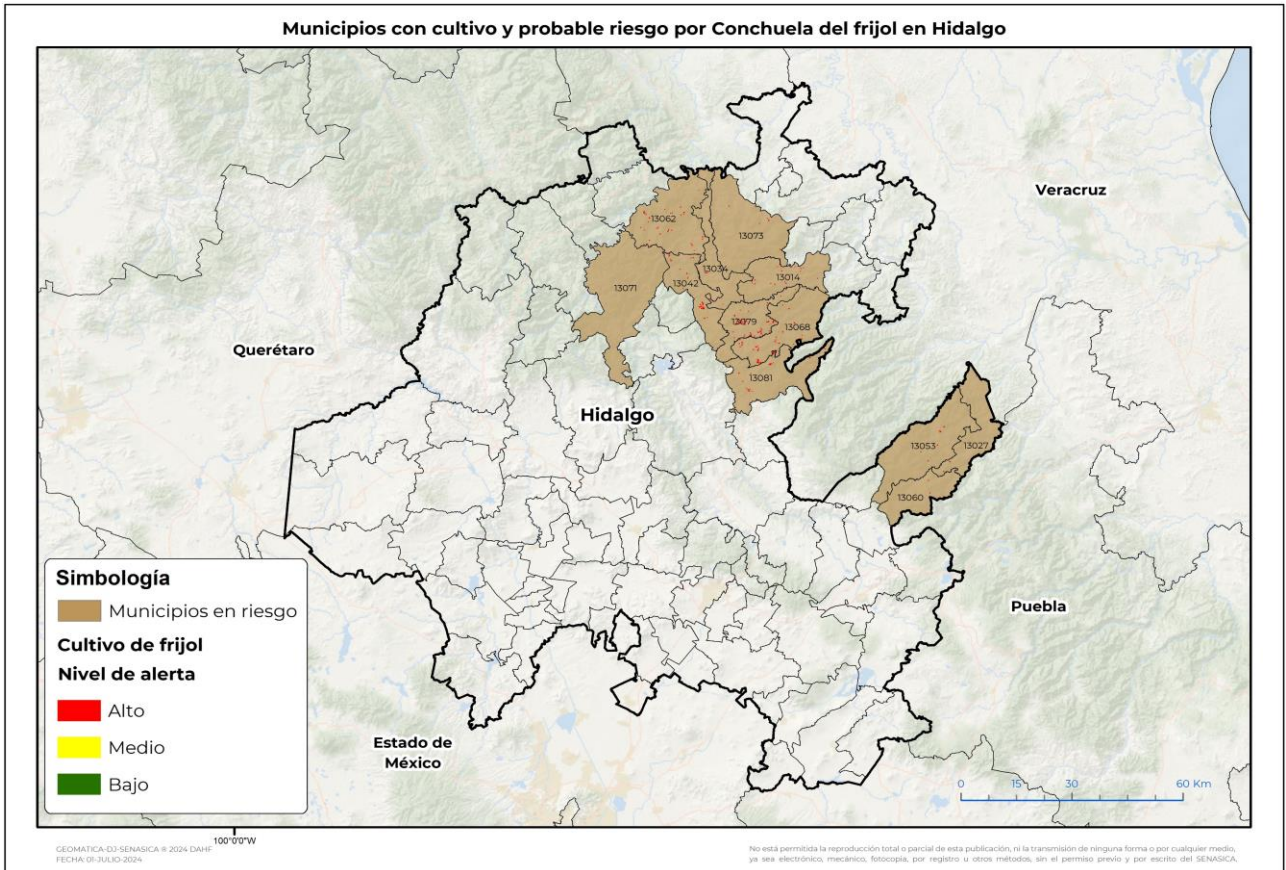 Municipios con cultivo y probable riesgo por Conchuela del frijol en Hidalgo
Veracruz
13062
13073
13034
13014
13042
13071
13079
13068
Querétaro
13081
Hidalgo
13053
13027
13060
Simbología
Municipios en riesgo
Cultivo de frijol
Nivel de alerta
Alto
Medio
Bajo
Puebla
Estado de
México
0 15 30 60 Km
100°0'0"W
GEOMATICA-DJ-SENASICA ® 2024 DAHF
FECHA: 01-JULIO-2024
No está permitida la reproducción total o parcial de esta publicación, ni la transmisión de ninguna forma o por cualquier medio,
ya sea electrónico, mecánico, fotocopia, por registro u otros métodos, sin el permiso previo y por escrito del SENASICA.